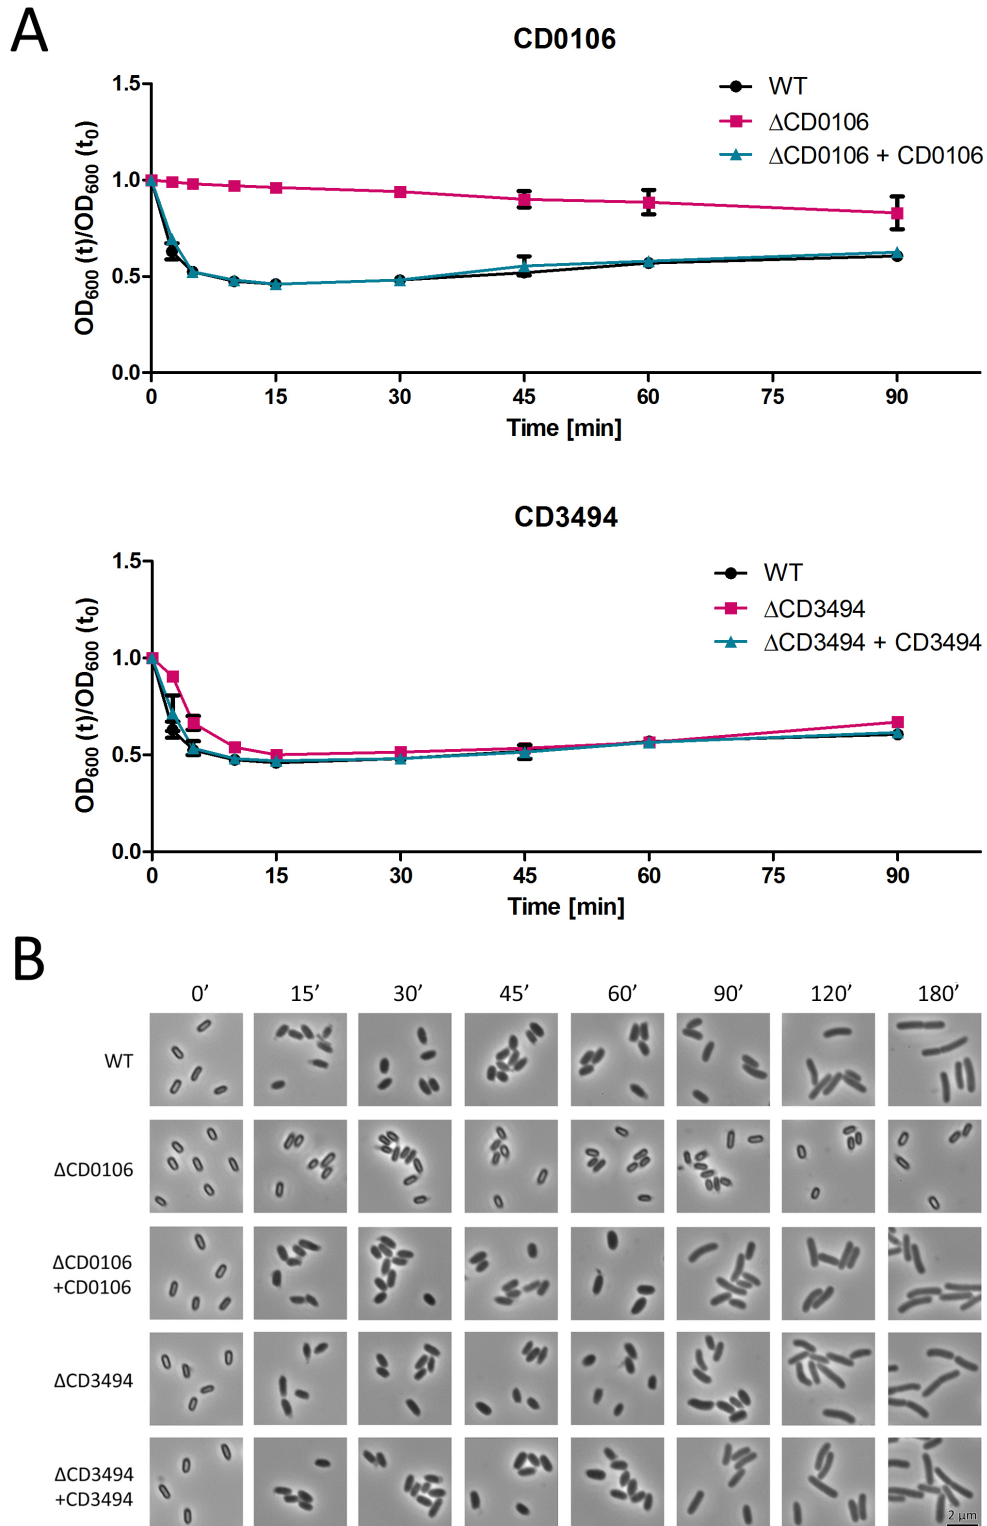 A
CD0106
1.5
1.0
0.5
0.0
OD600 (t)/OD600 (t0)
WT
ΔCD0106
ΔCD0106 + CD0106
0 15 30 45 60 75 90
Time [min]
CD3494
1.5
1.0
0.5
0.0
OD600 (t)/OD600 (t0)
WT
ΔCD3494
ΔCD3494 + CD3494
0 15 30 45 60 75 90
Time [min]
B
0′ 15′ 30′ 45′ 60′ 90′ 120′ 180′
WT
ΔCD0106
ΔCD0106
+CD0106
ΔCD3494
ΔCD3494
+CD3494
2 µm